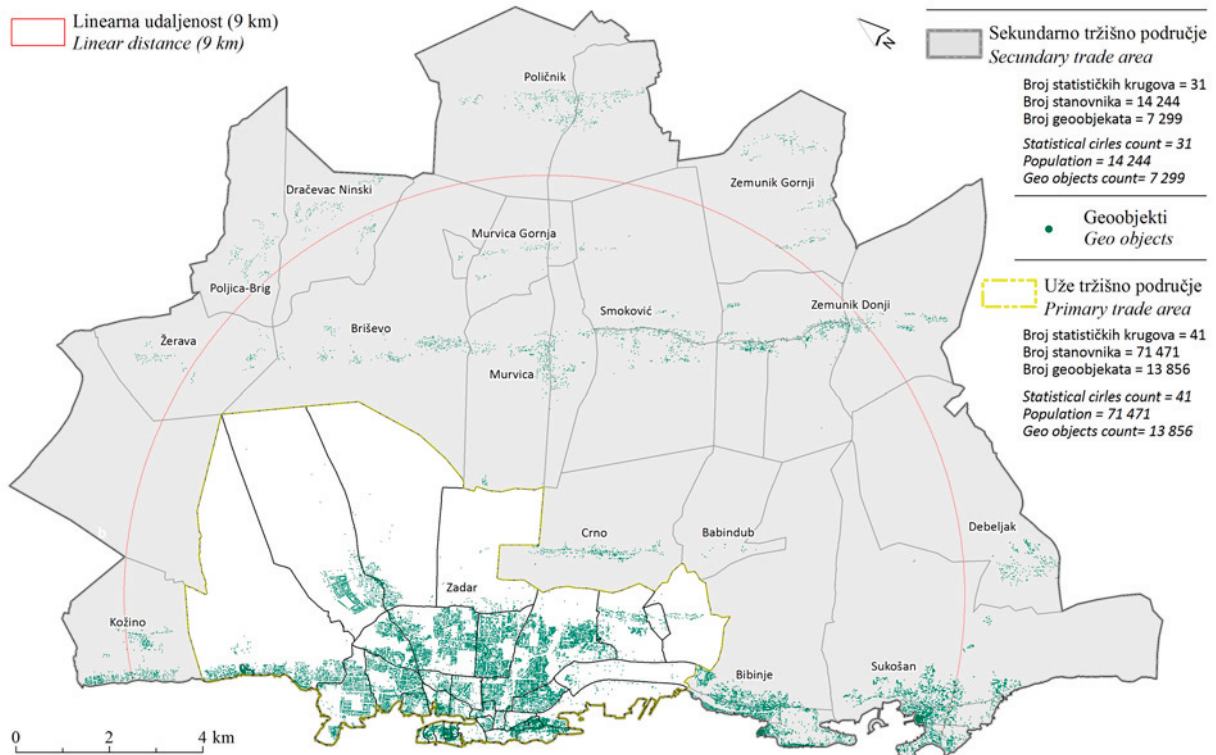 Linearna udaljenost (9 km)
Linear distance (9 km)
N
Sekundarno tržišno područje
Secundary trade area
Broj statističkih krugova = 31
Broj stanovnika = 14 244
Broj geoobjekata = 7 299
Statistical cirles count = 31
Population = 14 244
Geo objects count= 7 299
Geoobjekti
Geo objects
Uže tržišno područje
Primary trade area
Broj statističkih krugova = 41
Broj stanovnika = 71 471
Broj geoobjekata = 13 856
Statistical cirles count = 41
Population = 71 471
Geo objects count= 13 856
Poličnik
Zemunik Gornji
Dračevac Ninski
Murvica Gornja
Poljica-Brig
Zemunik Donji
Smoković
Briševo
Žerava
Murvica
Debeljak
Crno
Babindub
b
Zadar
Kožino
Sukošan
Bibinje
0 2 4 km